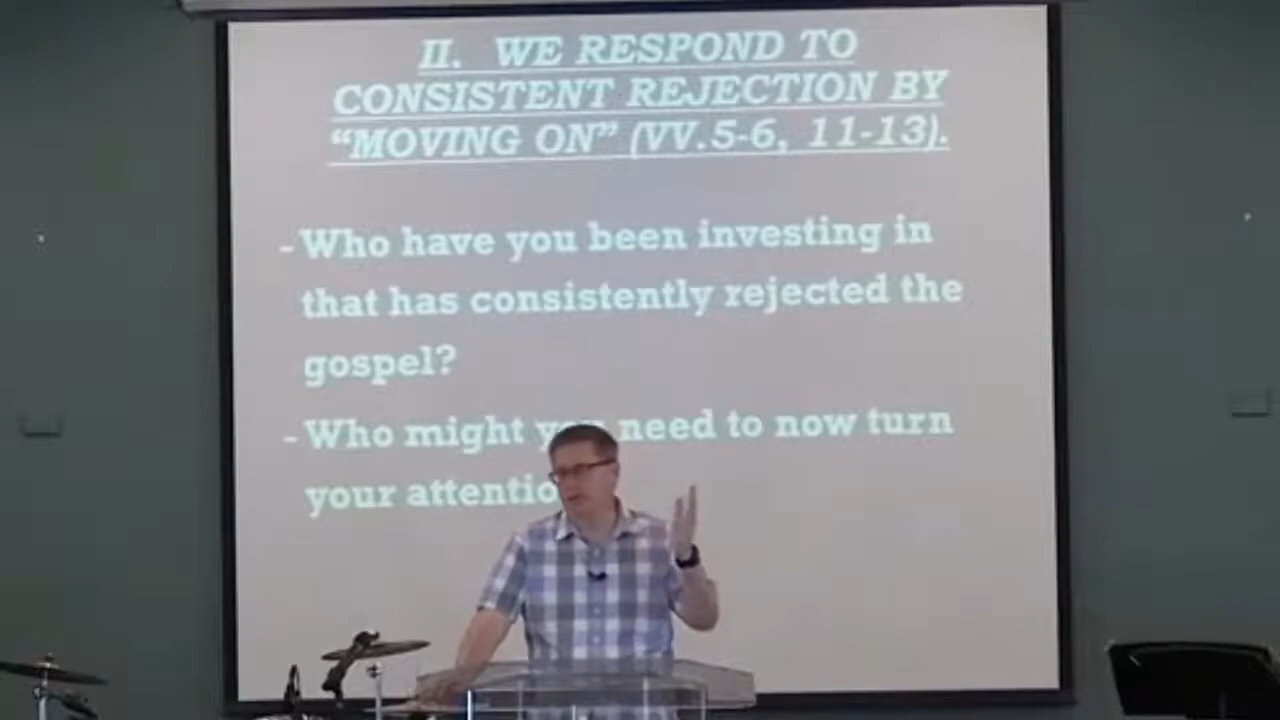 II. WE RESPOND TO
CONSISTENT REJECTION BY
“MOVING ON” (VV.5-6, 11-13).
- Who have you been investing in
that has consistently rejected the
gospel?
- Who might you need to now turn
your